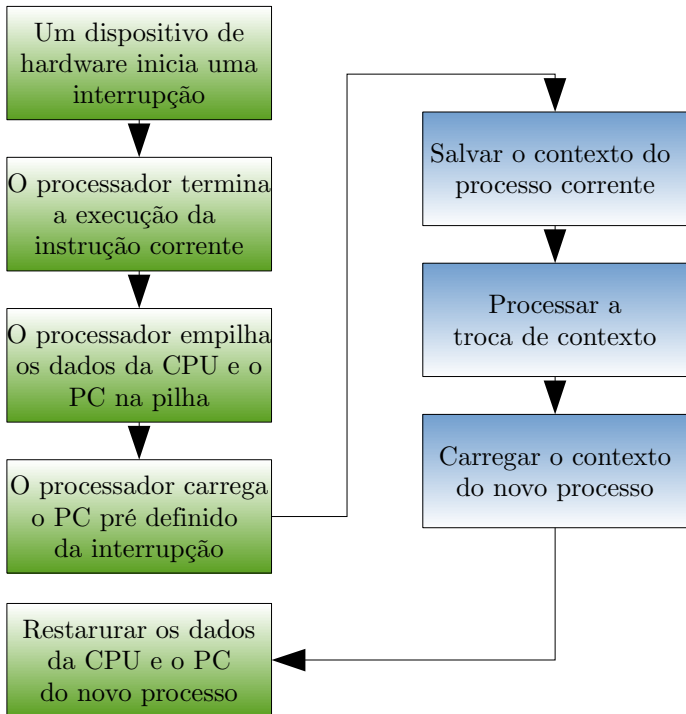 Um dispositivo de
hardware inicia uma
interrupção
O processador termina
a execução da
instrução corrente
O processador empilha
os dados da CPU e o
PC na pilha
O processador carrega
o PC pré definido
da interrupção
Salvar o contexto do
processo corrente
Processar a
troca de contexto
Carregar o contexto
do novo processo
Restarurar os dados
da CPU e o PC
do novo processo